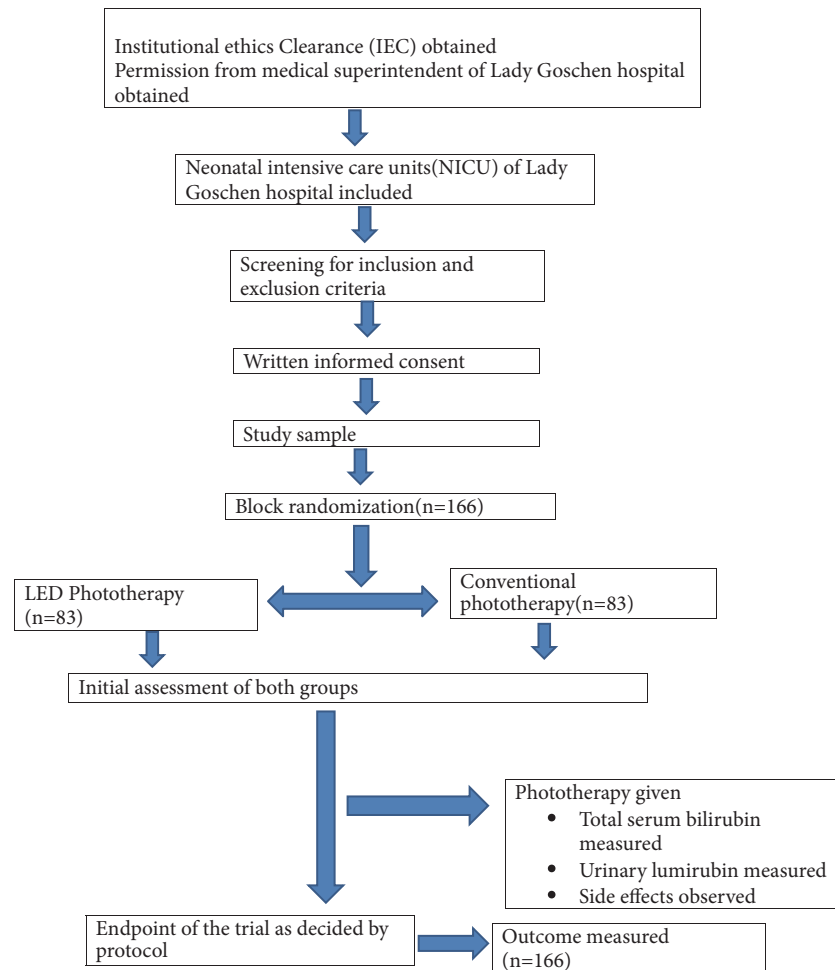 Institutional ethics Clearance (IEC) obtained
Permission from medical superintendent of Lady Goschen hospital
obtained
Neonatal intensive care units(NICU) of Lady
Goschen hospital included
Screening for inclusion and
exclusion criteria
Written informed consent
Study sample
Block randomization(n=166)
LED Phototherapy
(n=83)
Conventional
phototherapy(n=83)
Initial assessment of both groups
Phototherapy given
• Total serum bilirubin
measured
• Urinary lumirubin measured
• Side effects observed
Endpoint of the trial as decided by
protocol
Outcome measured
(n=166)